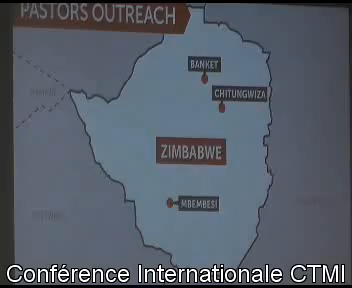 PASTORS OUTREACH
BANKET
CHITUNGWIZA
ZIMBABWE
MBEMBESI
Conférence Internationale CTMI